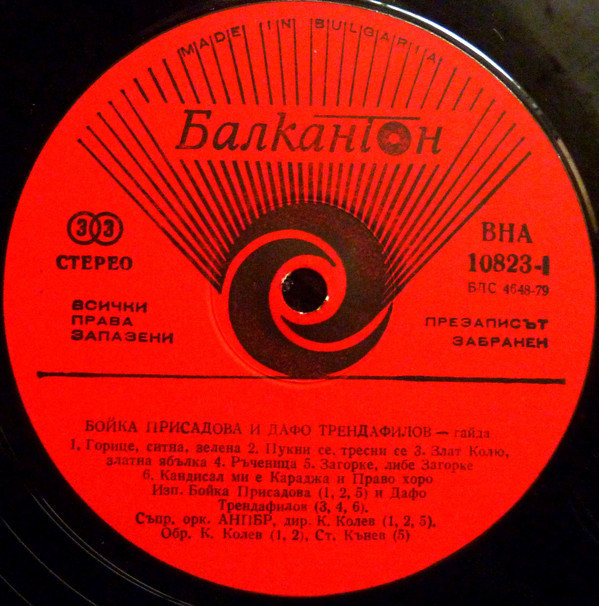 MADE IN BULGARIA
Балкантон
33
СТЕРЕО
ВНА
10823-I
БДС 4648-79
ВСИЧКИ
ПРАВА
ЗАПАЗЕНИ
ПРЕЗАПИСЪТ
ЗАБРАНЕН
БОЙКА ПРИСАДОВА И ДАФО ТРЕНДАФИЛОВ — гайда
1. Горице, ситна, зелена 2. Пукни се, тресни се 3. Злат Колю,
златна ябълка 4. Ръченица 5. Загорке, либе Загорке
6. Кандисал ми е Караджа и Право хоро
Изп. Бойка Присадова (1, 2, 5) и Дафо
Трендафилов (3, 4, 6).
Съпр. орк. АНПБР, дир. К. Колев (1, 2, 5).
Обр. К. Колев (1, 2), Ст. Кънев (5)